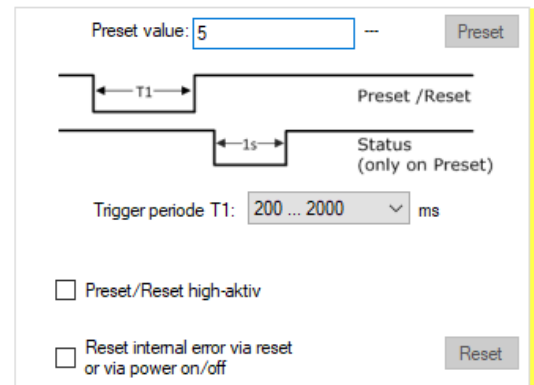 Preset value: 5 --- Preset
T1
Preset /Reset
1s
Status
(only on Preset)
Trigger periode T1: 200 ... 2000 ms
Preset/Reset high-aktiv
Reset internal error via reset
or via power on/off
Reset